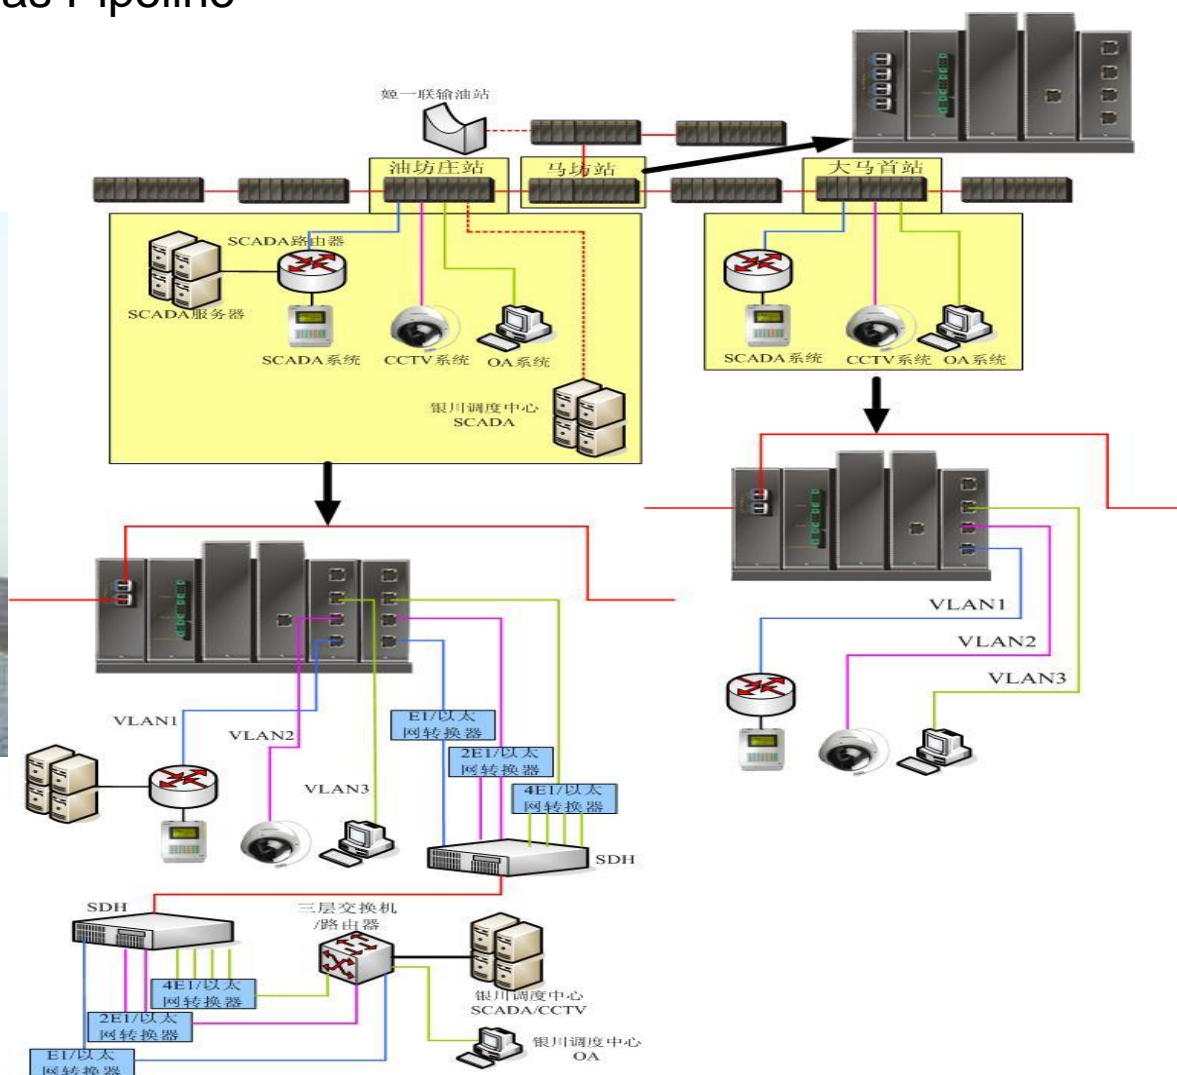 as Pipeline
姬一联输油站
油坊庄站
马坊站
大马首站
SCADA路由器
SCADA服务器
SCADA系统
CCTV系统
OA系统
银川调度中心
SCADA
SCADA系统
CCTV系统
OA系统
VLAN1
VLAN2
VLAN3
VLAN1
VLAN2
VLAN3
E1/以太
网转换器
2E1/以太
网转换器
4E1/以太
网转换器
SDH
SDH
三层交换机
/路由器
4E1/以太
网转换器
2E1/以太
网转换器
E1/以太
网转换器
银川调度中心
SCADA/CCTV
银川调度中心
OA